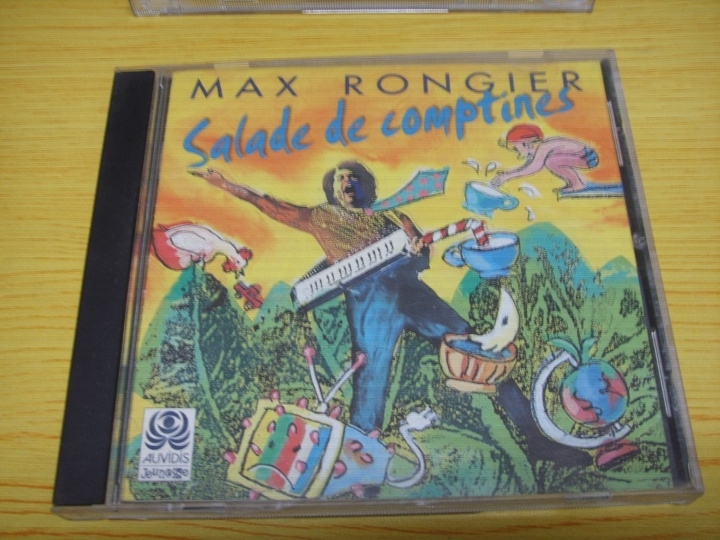 MAX RONGIER
Salade de comptines
AUVIDIS
Jeunesse